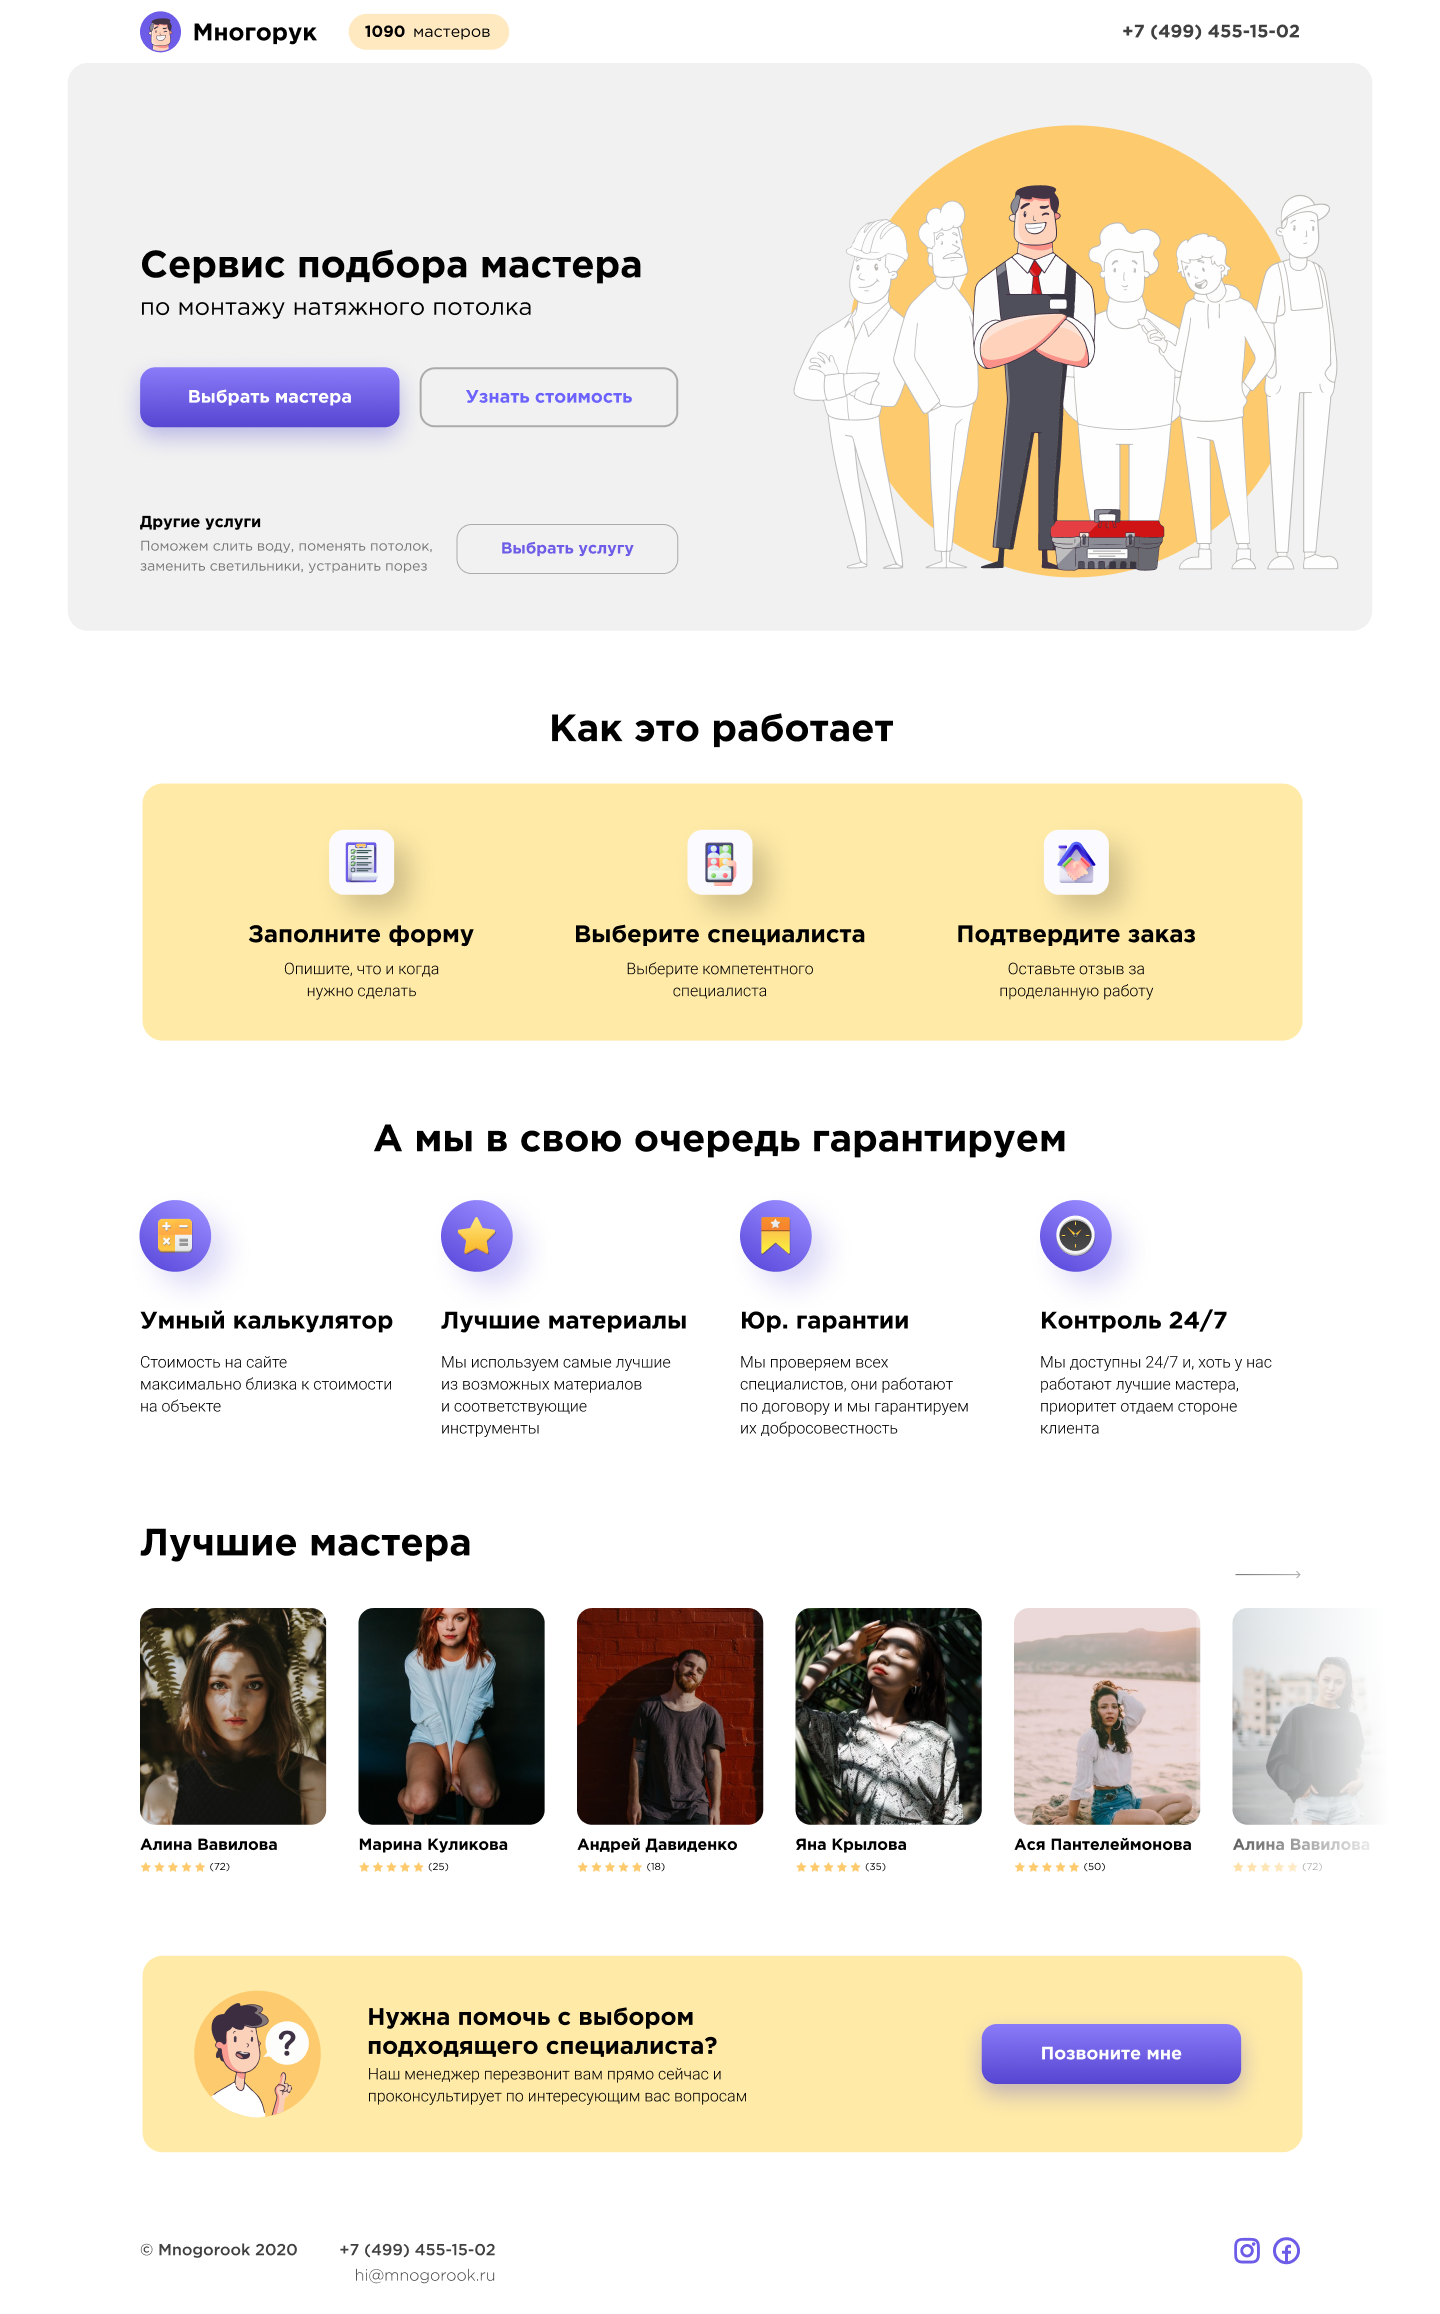 Многорук
1090 мастеров
+7 (499) 455-15-02
Сервис подбора мастера
по монтажу натяжного потолка
Выбрать мастера
Узнать стоимость
Другие услуги
Поможем слить воду, поменять потолок,
заменить светильники, устранить порез
Выбрать услугу
Как это работает
Заполните форму
Опишите, что и когда
нужно сделать
Выберите специалиста
Выберите компетентного
специалиста
Подтвердите заказ
Оставьте отзыв за
проделанную работу
А мы в свою очередь гарантируем
Умный калькулятор
Стоимость на сайте
максимально близка к стоимости
на объекте
Лучшие материалы
Мы используем самые лучшие
из возможных материалов
и соответствующие
инструменты
Юр. гарантии
Мы проверяем всех
специалистов, они работают
по договору и мы гарантируем
их добросовестность
Контроль 24/7
Мы доступны 24/7 и, хоть у нас
работают лучшие мастера,
приоритет отдаем стороне
клиента
Лучшие мастера
Алина Вавилова
(72)
Марина Куликова
(25)
Андрей Давиденко
(18)
Яна Крылова
(35)
Ася Пантелеймонова
(50)
Алина Вавилова
(72)
?
Нужна помочь с выбором
подходящего специалиста?
Наш менеджер перезвонит вам прямо сейчас и
проконсультирует по интересующим вас вопросам
Позвоните мне
© Mnogorook 2020
+7 (499) 455-15-02
hi@mnogorook.ru